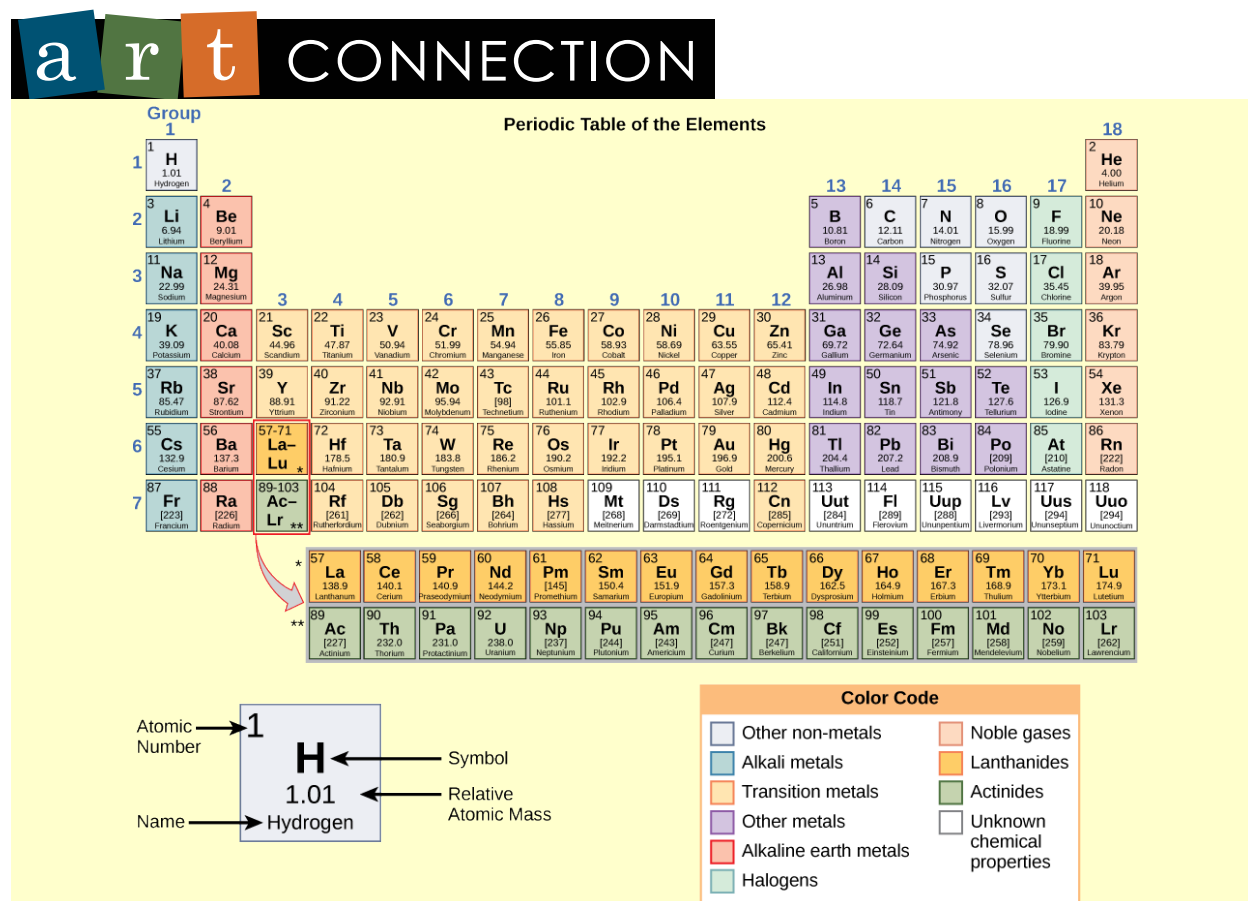 art CONNECTION
Periodic Table of the Elements
Group
1 18
1 1 H 1.01 Hydrogen 2 He 4.00 Helium
2 13 14 15 16 17
2 3 Li 6.94 Lithium 4 Be 9.01 Beryllium 5 B 10.81 Boron 6 C 12.11 Carbon 7 N 14.01 Nitrogen 8 O 15.99 Oxygen 9 F 18.99 Fluorine 10 Ne 20.18 Neon
3 11 Na 22.99 Sodium 12 Mg 24.31 Magnesium 13 Al 26.98 Aluminum 14 Si 28.09 Silicon 15 P 30.97 Phosphorus 16 S 32.07 Sulfur 17 Cl 35.45 Chlorine 18 Ar 39.95 Argon
3 4 5 6 7 8 9 10 11 12
4 19 K 39.09 Potassium 20 Ca 40.08 Calcium 21 Sc 44.96 Scandium 22 Ti 47.87 Titanium 23 V 50.94 Vanadium 24 Cr 51.99 Chromium 25 Mn 54.94 Manganese 26 Fe 55.85 Iron 27 Co 58.93 Cobalt 28 Ni 58.69 Nickel 29 Cu 63.55 Copper 30 Zn 65.41 Zinc 31 Ga 69.72 Gallium 32 Ge 72.64 Germanium 33 As 74.92 Arsenic 34 Se 78.96 Selenium 35 Br 79.90 Bromine 36 Kr 83.79 Krypton
5 37 Rb 85.47 Rubidium 38 Sr 87.62 Strontium 39 Y 88.91 Yttrium 40 Zr 91.22 Zirconium 41 Nb 92.91 Niobium 42 Mo 95.94 Molybdenum 43 Tc [98] Technetium 44 Ru 101.1 Ruthenium 45 Rh 102.9 Rhodium 46 Pd 106.4 Palladium 47 Ag 107.9 Silver 48 Cd 112.4 Cadmium 49 In 114.8 Indium 50 Sn 118.7 Tin 51 Sb 121.8 Antimony 52 Te 127.6 Tellurium 53 I 126.9 Iodine 54 Xe 131.3 Xenon
6 55 Cs 132.9 Cesium 56 Ba 137.3 Barium 57-71 La–Lu * 72 Hf 178.5 Hafnium 73 Ta 180.9 Tantalum 74 W 183.8 Tungsten 75 Re 186.2 Rhenium 76 Os 190.2 Osmium 77 Ir 192.2 Iridium 78 Pt 195.1 Platinum 79 Au 196.9 Gold 80 Hg 200.6 Mercury 81 Tl 204.4 Thallium 82 Pb 207.2 Lead 83 Bi 208.9 Bismuth 84 Po [209] Polonium 85 At [210] Astatine 86 Rn [222] Radon
7 87 Fr [223] Francium 88 Ra [226] Radium 89-103 Ac–Lr ** 104 Rf [261] Rutherfordium 105 Db [262] Dubnium 106 Sg [266] Seaborgium 107 Bh [264] Bohrium 108 Hs [277] Hassium 109 Mt [268] Meitnerium 110 Ds [269] Darmstadtium 111 Rg [272] Roentgenium 112 Cn [285] Copernicium 113 Uut [284] Ununtrium 114 Fl [289] Flerovium 115 Uup [288] Ununpentium 116 Lv [293] Livermorium 117 Uus [294] Ununseptium 118 Uuo [294] Ununoctium
* 57 La 138.9 Lanthanum 58 Ce 140.1 Cerium 59 Pr 140.9 Praseodymium 60 Nd 144.2 Neodymium 61 Pm [145] Promethium 62 Sm 150.4 Samarium 63 Eu 151.9 Europium 64 Gd 157.3 Gadolinium 65 Tb 158.9 Terbium 66 Dy 162.5 Dysprosium 67 Ho 164.9 Holmium 68 Er 167.3 Erbium 69 Tm 168.9 Thulium 70 Yb 173.1 Ytterbium 71 Lu 174.9 Lutetium
** 89 Ac [227] Actinium 90 Th 232.0 Thorium 91 Pa 231.0 Protactinium 92 U 238.0 Uranium 93 Np [237] Neptunium 94 Pu [244] Plutonium 95 Am [243] Americium 96 Cm [247] Curium 97 Bk [247] Berkelium 98 Cf [251] Californium 99 Es [252] Einsteinium 100 Fm [257] Fermium 101 Md [258] Mendelevium 102 No [259] Nobelium 103 Lr [262] Lawrencium
Atomic
Number
1
H
Symbol
1.01
Relative
Atomic Mass
Name
Hydrogen
Color Code
Other non-metals
Alkali metals
Transition metals
Other metals
Alkaline earth metals
Halogens
Noble gases
Lanthanides
Actinides
Unknown
chemical
properties